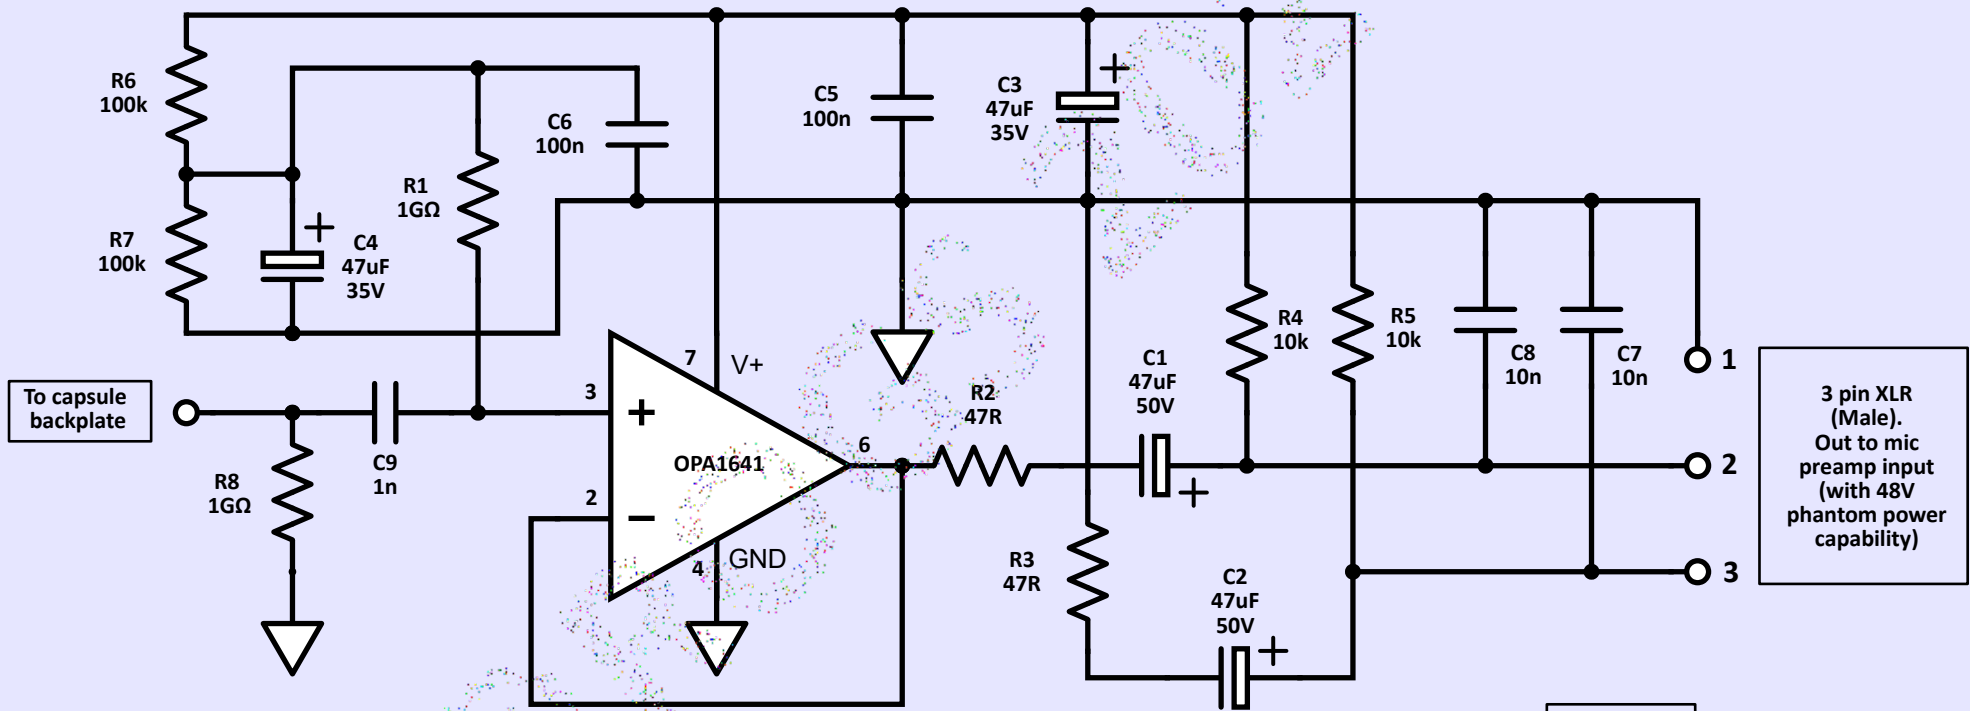 R6
100k
R7
100k
C4
47uF
35V
R1
1GΩ
C6
100n
C5
100n
C3
47uF
35V
To capsule
backplate
R8
1GΩ
C9
1n
3
2
7
V+
OPA1641
6
4
GND
R2
47R
C1
47uF
50V
R3
47R
C2
47uF
50V
R4
10k
R5
10k
C8
10n
C7
10n
1
2
3
3 pin XLR
(Male).
Out to mic
preamp input
(with 48V
phantom power
capability)